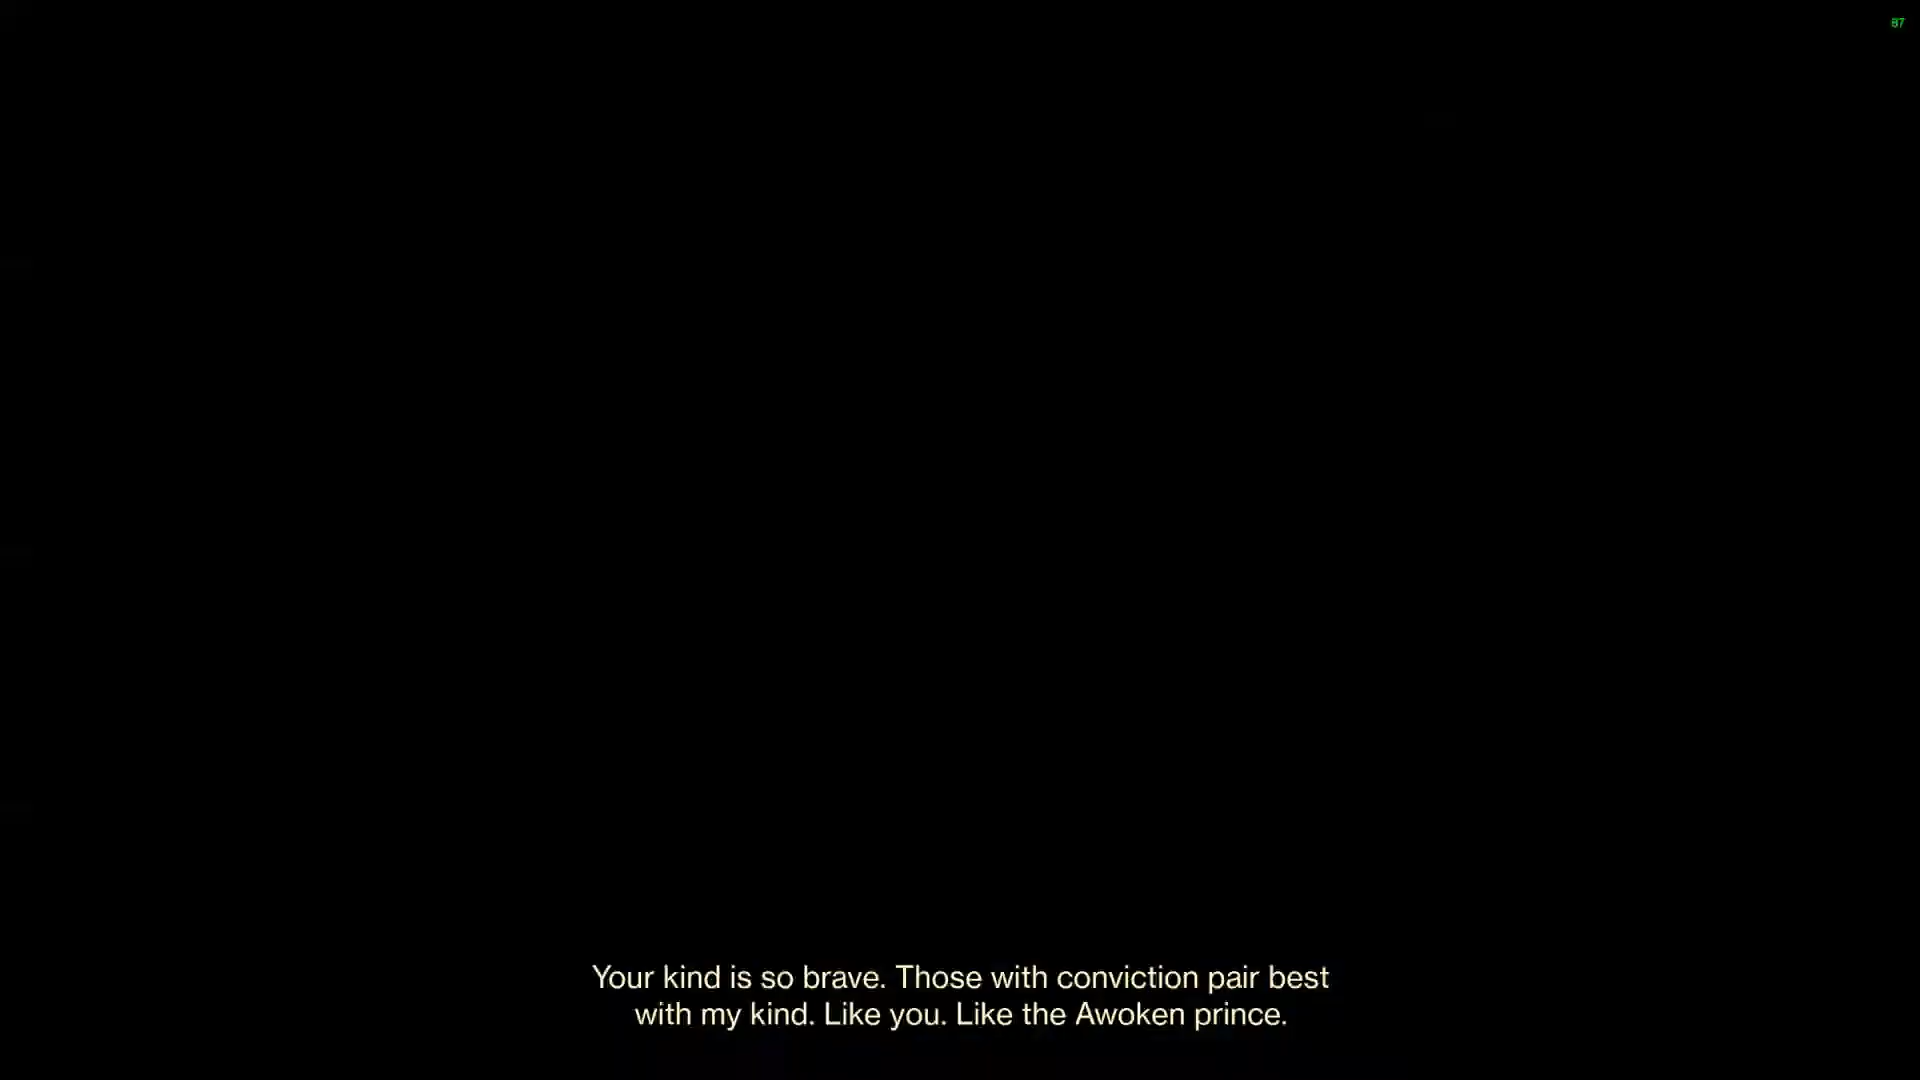 87
Your kind is so brave. Those with conviction pair best
with my kind. Like you. Like the Awoken prince.